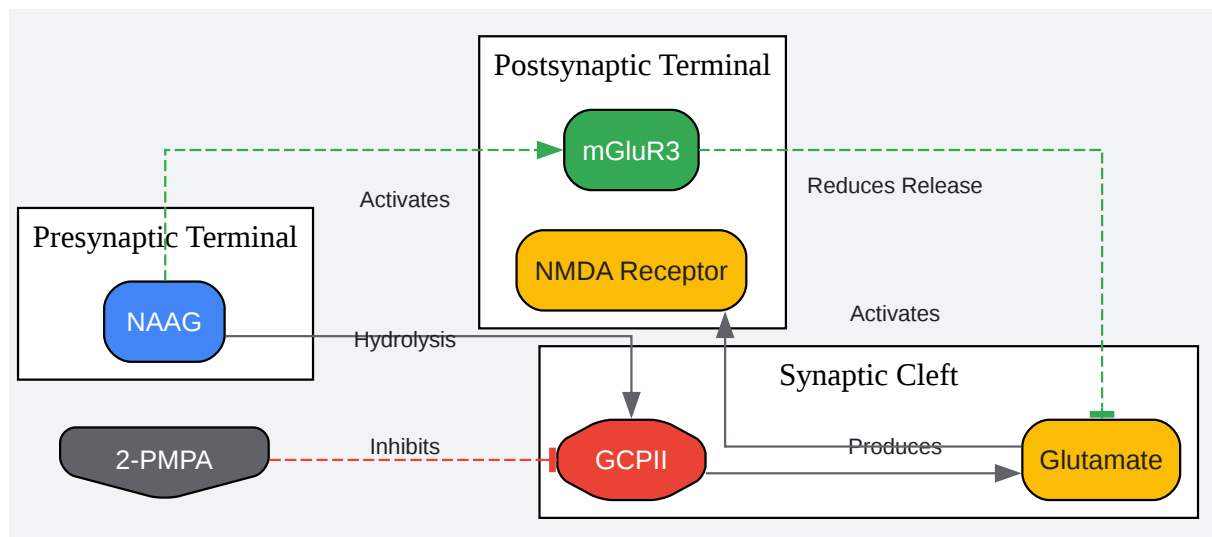 Postsynaptic Terminal
mGluR3
Activates
Reduces Release
Presynaptic Terminal
NMDA Receptor
NAAG
Activates
Hydrolysis
Synaptic Cleft
2-PMPA
Inhibits
GCPII
Produces
Glutamate